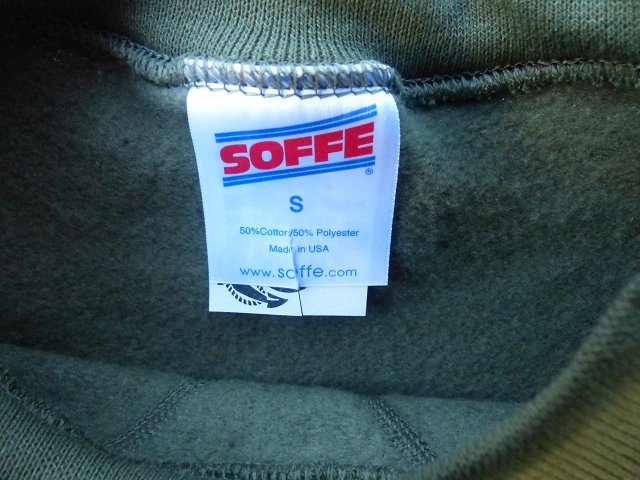 SOFFE®
S
50%Cotton/50% Polyester
Made in USA
www.soffe.com